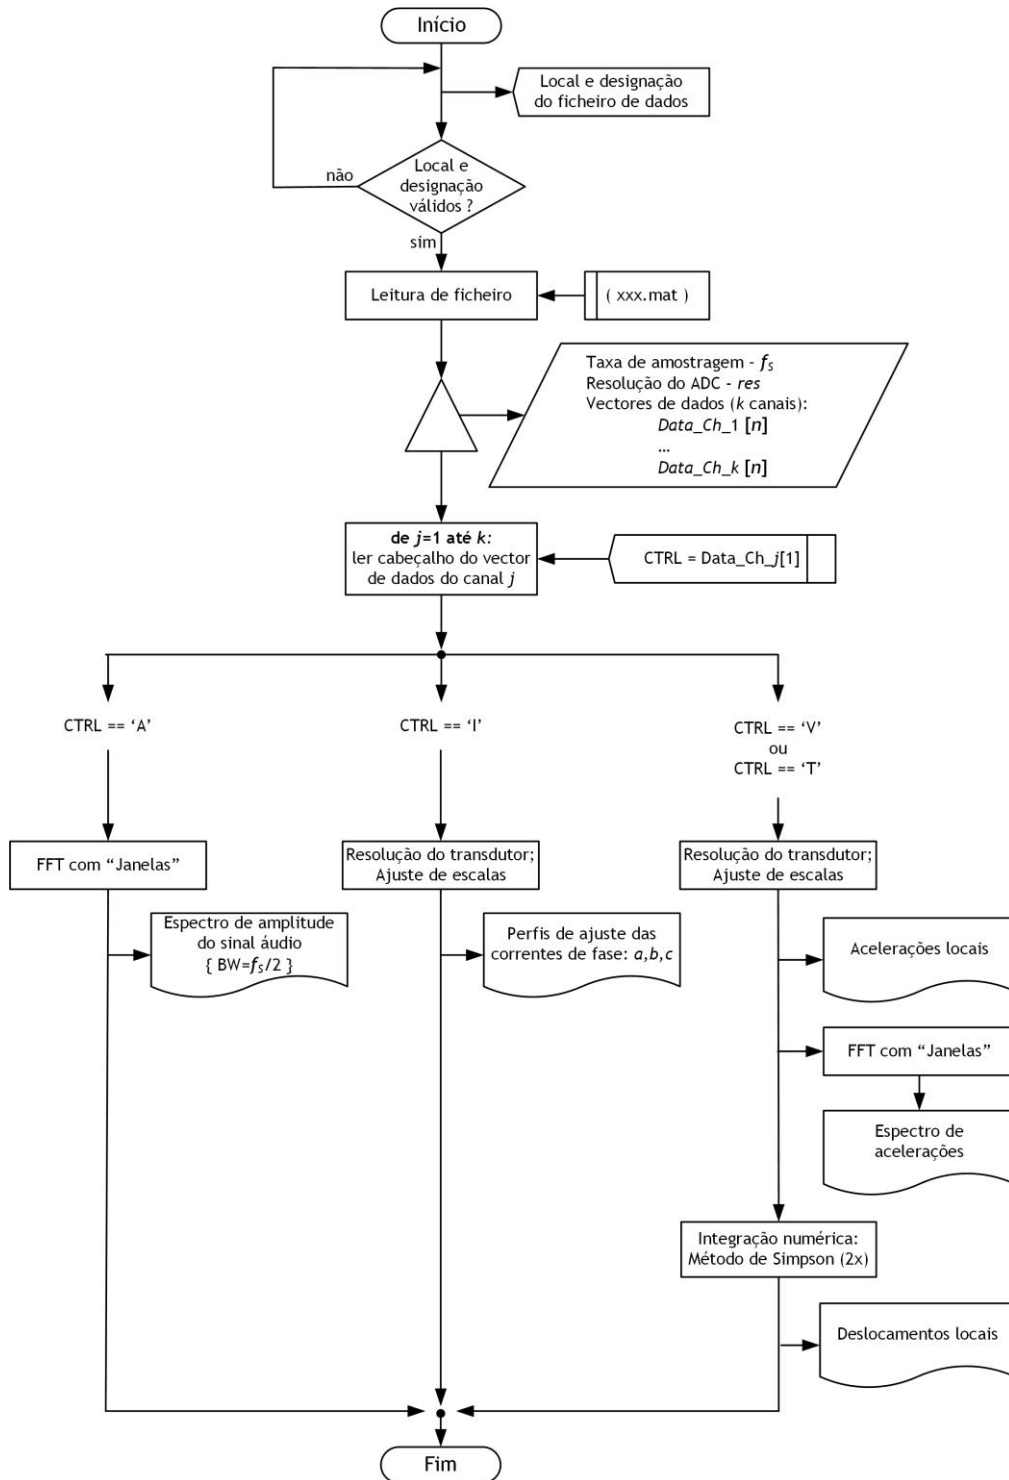 Início
Local e designação
do ficheiro de dados
Local e
designação
válidos ?
não
sim
Leitura de ficheiro
( xxx.mat )
Taxa de amostragem - fS
Resolução do ADC - res
Vectores de dados (k canais):
Data_Ch_1 [n]
...
Data_Ch_k [n]
de j=1 até k:
ler cabeçalho do vector
de dados do canal j
CTRL = Data_Ch_j[1]
CTRL == ‘A’
CTRL == ‘I’
CTRL == ‘V’
ou
CTRL == ‘T’
FFT com “Janelas”
Resolução do transdutor;
Ajuste de escalas
Resolução do transdutor;
Ajuste de escalas
Espectro de amplitude
do sinal áudio
{ BW=fS/2 }
Perfis de ajuste das
correntes de fase: a,b,c
Acelerações locais
FFT com “Janelas”
Espectro de
acelerações
Integração numérica:
Método de Simpson (2x)
Deslocamentos locais
Fim